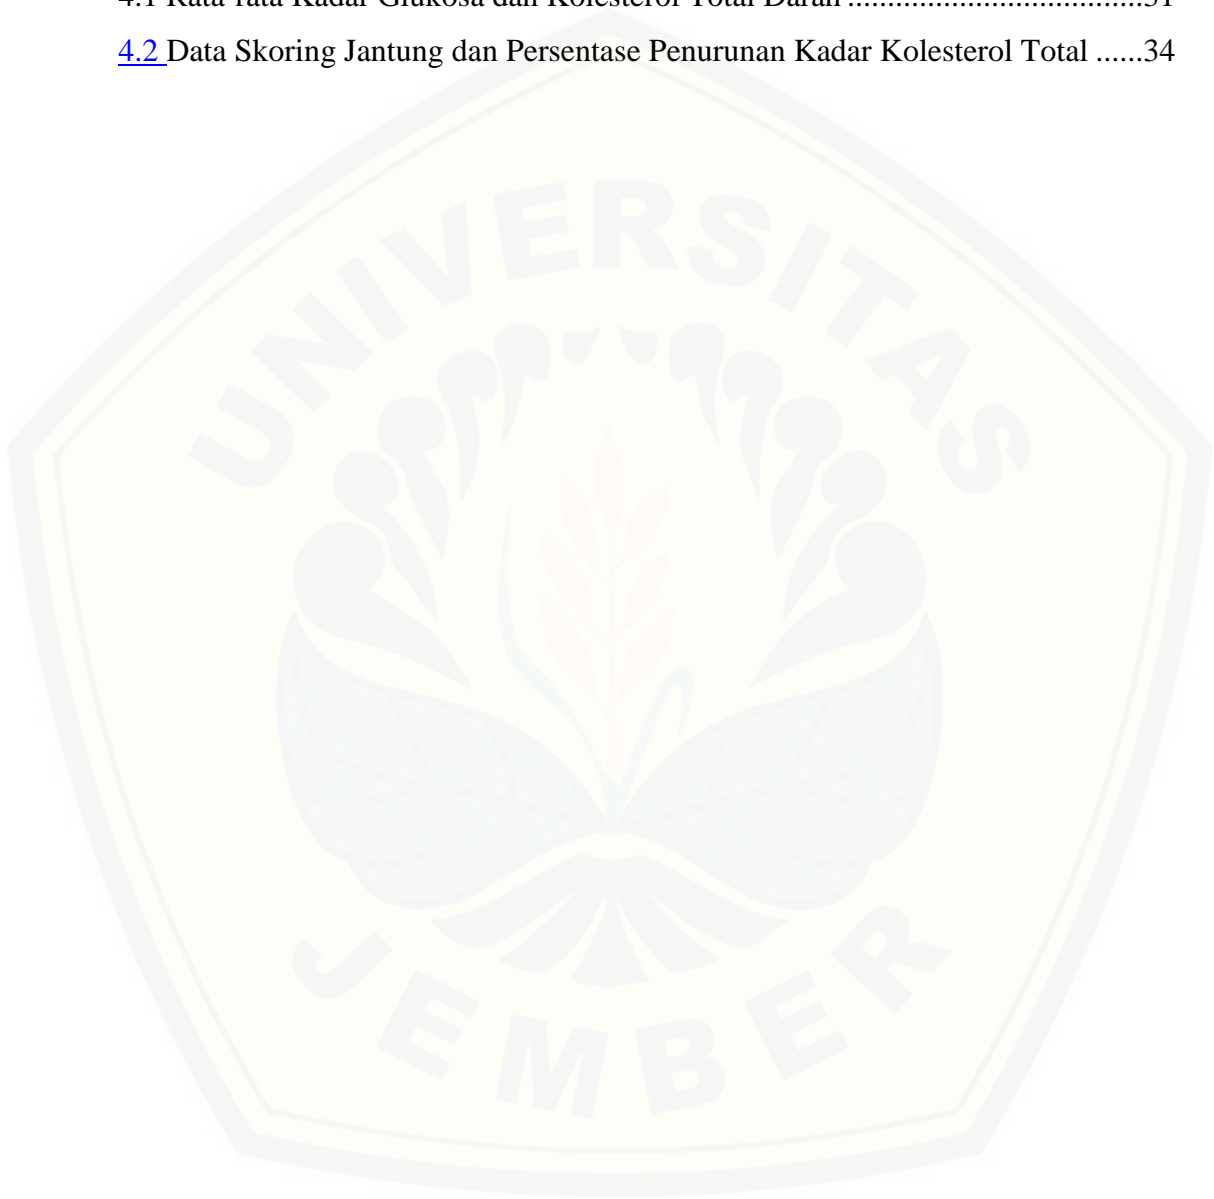 4.1 Rata rata Kadar Glukosa dan Kolesterol Total Darah .....................................31
4.2 Data Skoring Jantung dan Persentase Penurunan Kadar Kolesterol Total ......34
UNIVERSITAS
JEMBER